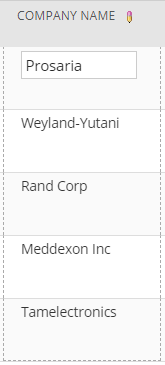 COMPANY NAME
Prosaria
Weyland-Yutani
Rand Corp
Meddexon Inc
Tamelectronics